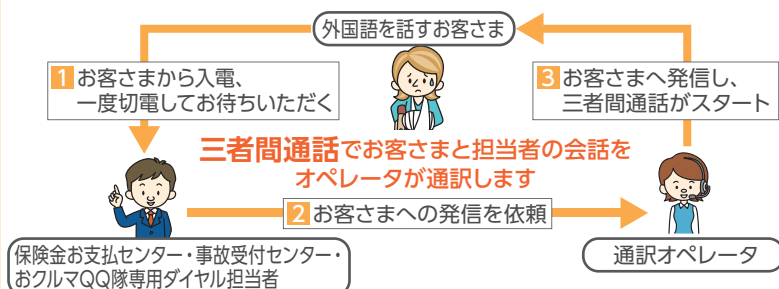 外国語を話すお客さま
1 お客さまから入電、
一度切電してお待ちいただく
3 お客さまへ発信し、
三者間通話がスタート
三者間通話でお客さまと担当者の会話を
オペレータが通訳します
2 お客さまへの発信を依頼
保険金お支払センター・事故受付センター・
おクルマQQ隊専用ダイヤル担当者
通訳オペレータ